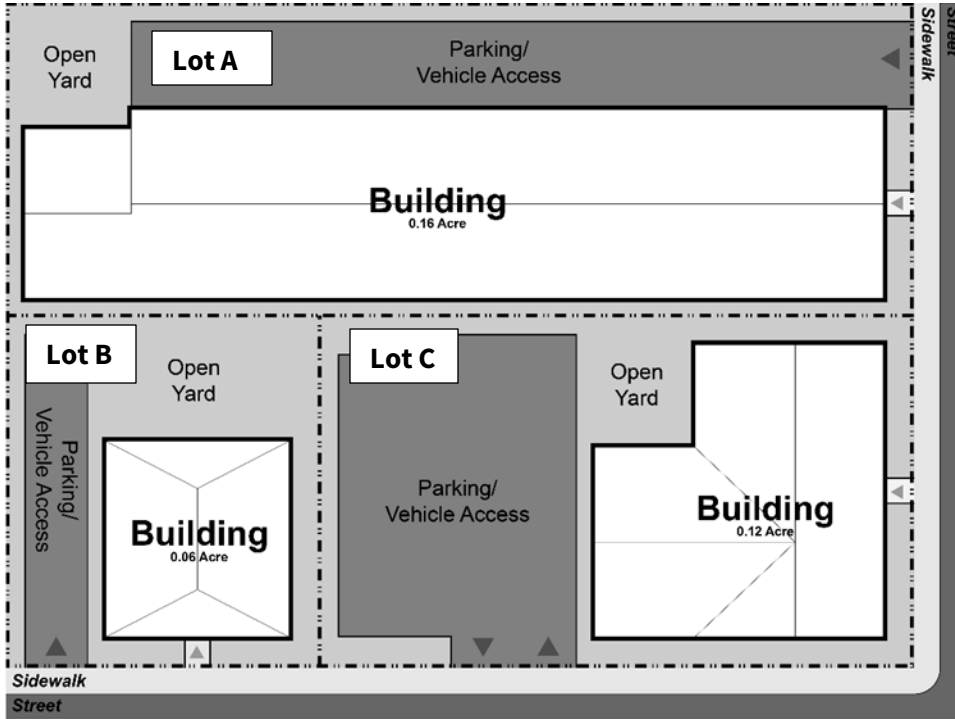 Open
Yard
Lot A
Parking/
Vehicle Access
Sidewalk
Street
Building
0.16 Acre
Lot B
Open
Yard
Parking/
Vehicle Access
Building
0.06 Acre
Lot C
Parking/
Vehicle Access
Open
Yard
Building
0.12 Acre
Sidewalk
Street